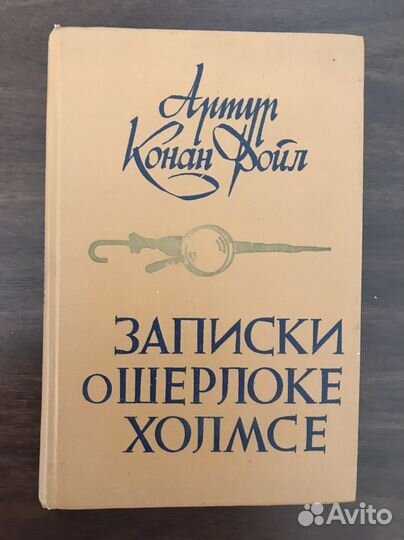 Артур
Конан Дойл
ЗАПИСКИ
О ШЕРЛОКЕ
ХОЛМСЕ
Avito